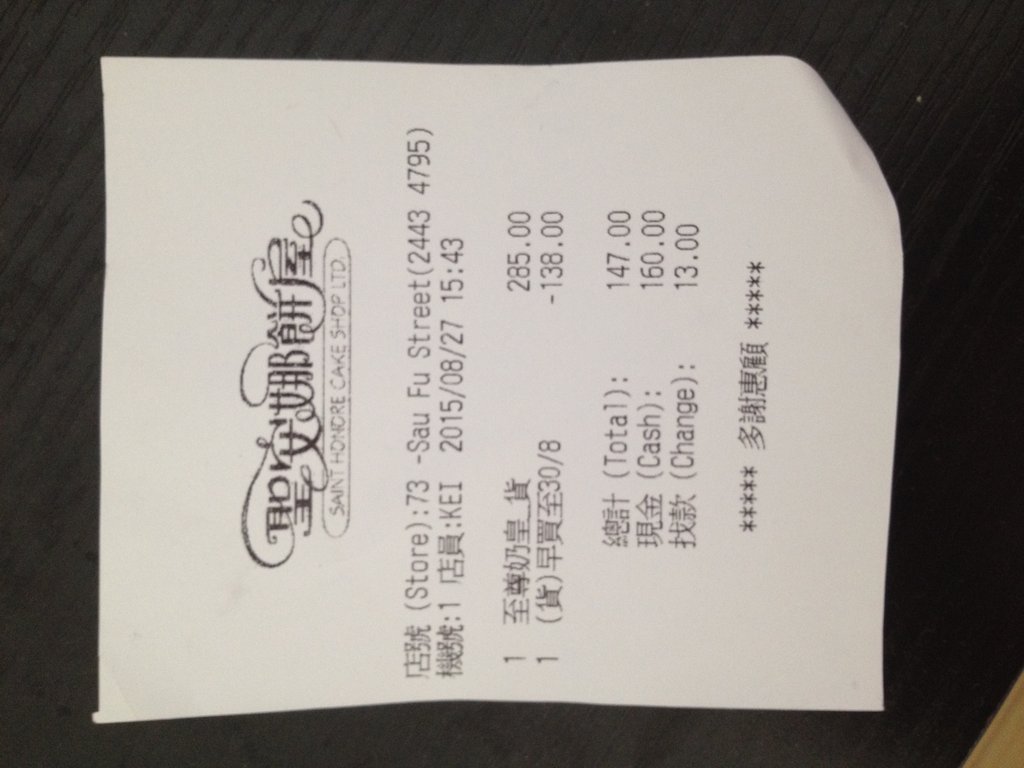 聖安娜餅屋
SAINT HONORE CAKE SHOP LTD.
店號 (Store):73 -Sau Fu Street(2443 4795)
機號:1 店員:KEI 2015/08/27 15:43
1 至尊奶皇_貨 285.00
1 (貨)早買至30/8 -138.00
總計 (Total): 147.00
現金 (Cash): 160.00
找款 (Change): 13.00
***** 多謝惠顧 *****